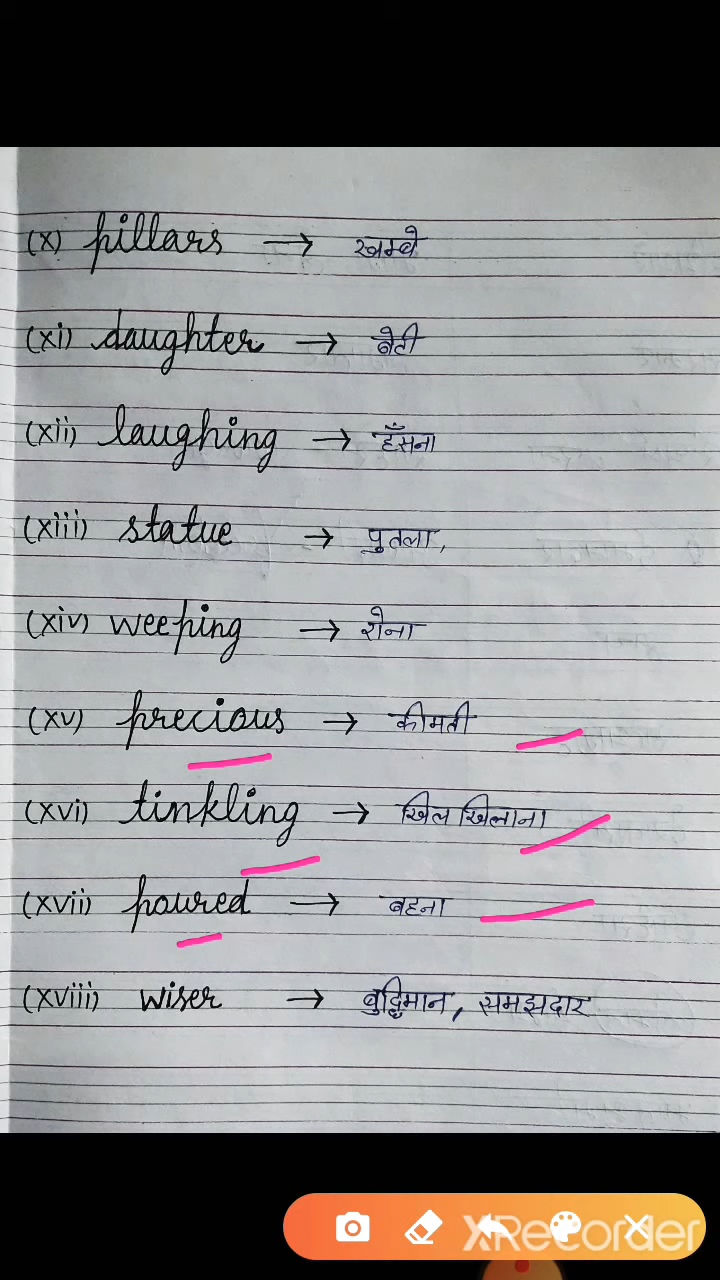 (x) pillars → खम्बे
(xi) daughter → बेटी
(xii) laughing → हँसना
(xiii) statue → पुतला,
(xiv) weeping → रोना
(xv) precious → कीमती
(xvi) tinkling → खिल खिलाना
(xvii) poured → बहना
(xviii) wiser → बुद्धिमान, समझदार
XRecorder